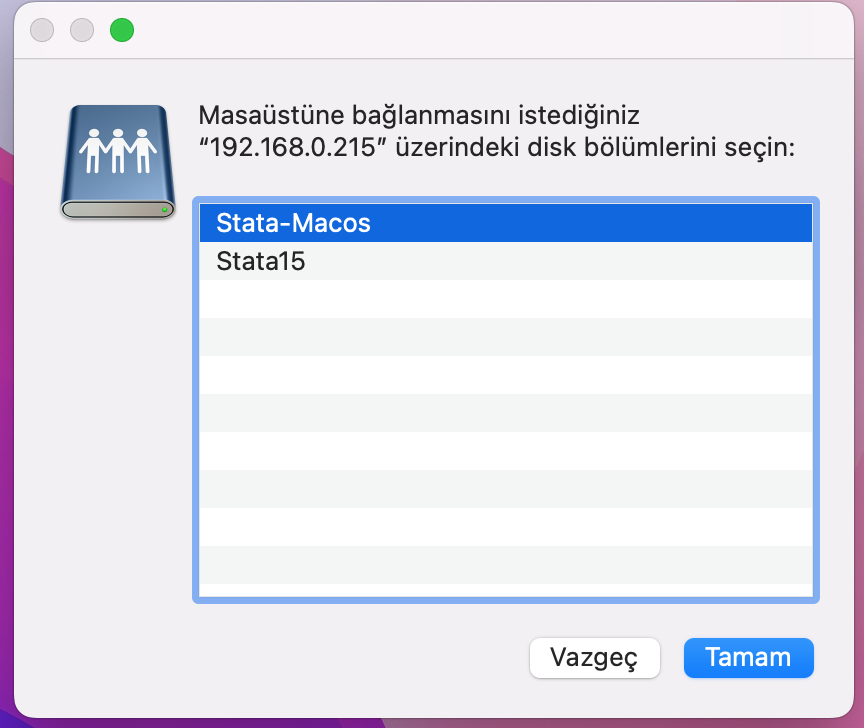 Masaüstüne bağlanmasını istediğiniz
“192.168.0.215” üzerindeki disk bölümlerini seçin:
Stata-Macos
Stata15
Vazgeç
Tamam